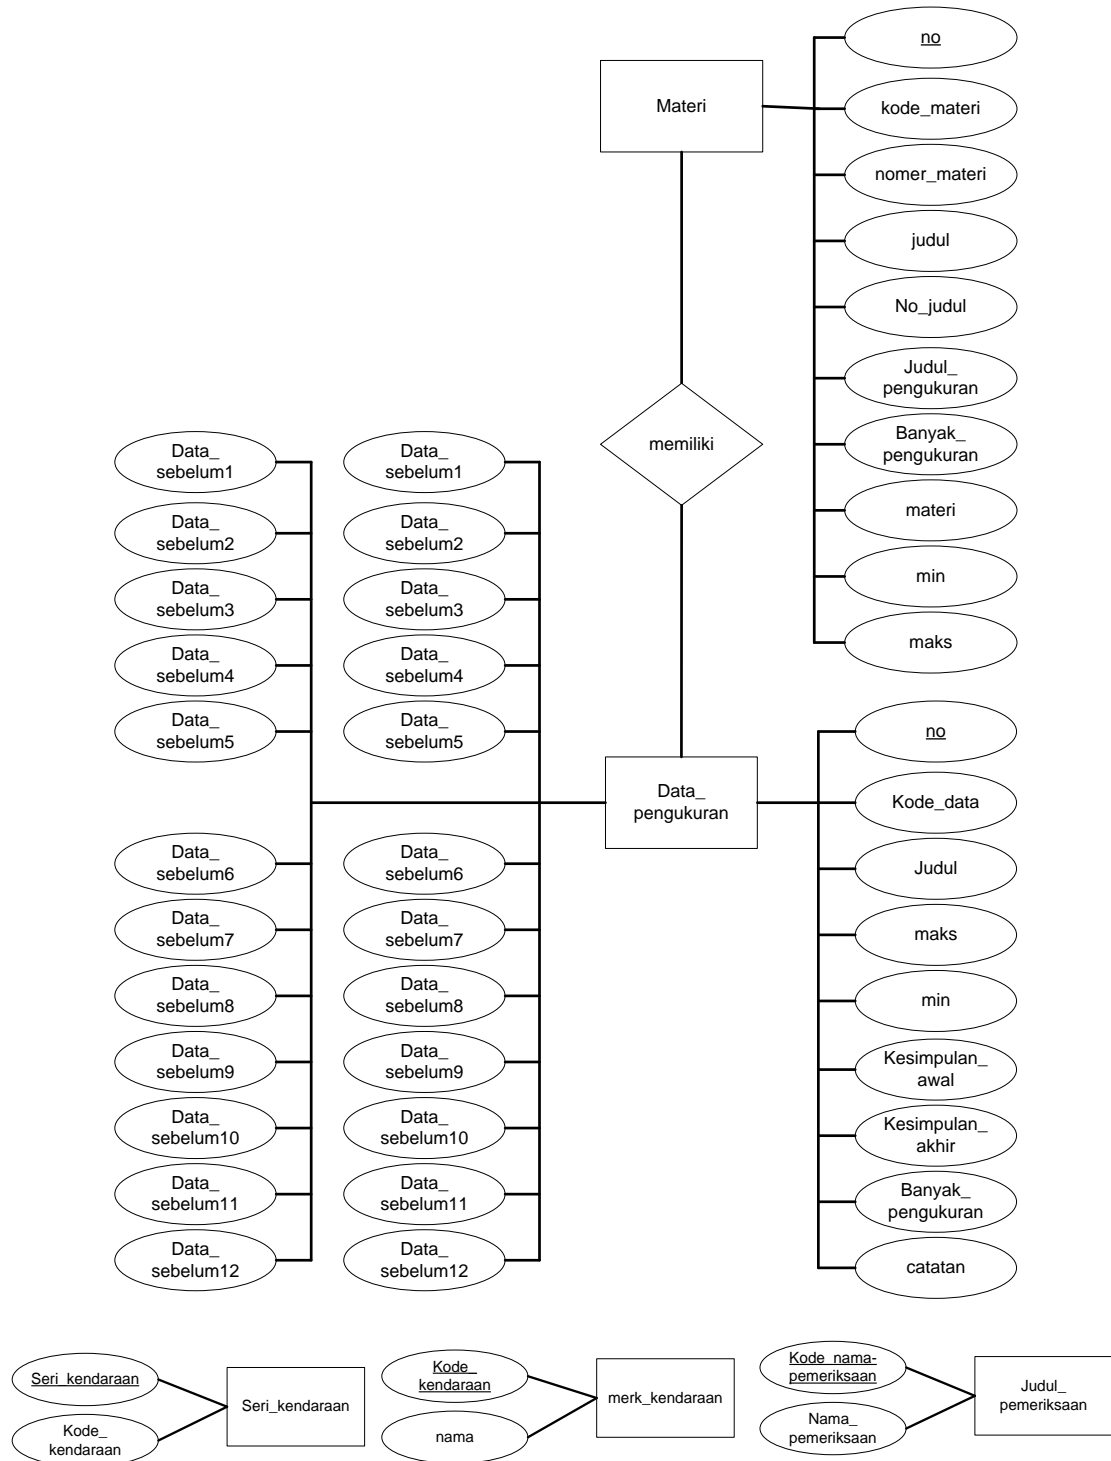 no
Materi
kode_materi
nomer_materi
judul
No_judul
Judul_
pengukuran
memiliki
Banyak_
pengukuran
materi
min
maks
Data_
sebelum1
Data_
sebelum2
Data_
sebelum3
Data_
sebelum4
Data_
sebelum5
Data_
sebelum6
Data_
sebelum7
Data_
sebelum8
Data_
sebelum9
Data_
sebelum10
Data_
sebelum11
Data_
sebelum12
Data_
sebelum1
Data_
sebelum2
Data_
sebelum3
Data_
sebelum4
Data_
sebelum5
Data_
sebelum6
Data_
sebelum7
Data_
sebelum8
Data_
sebelum9
Data_
sebelum10
Data_
sebelum11
Data_
sebelum12
Data_
pengukuran
no
Kode_data
Judul
maks
min
Kesimpulan_
awal
Kesimpulan_
akhir
Banyak_
pengukuran
catatan
Seri_kendaraan
Kode_
kendaraan
Seri_kendaraan
Kode_
kendaraan
nama
merk_kendaraan
Kode_nama-
pemeriksaan
Nama_
pemeriksaan
Judul_
pemeriksaan